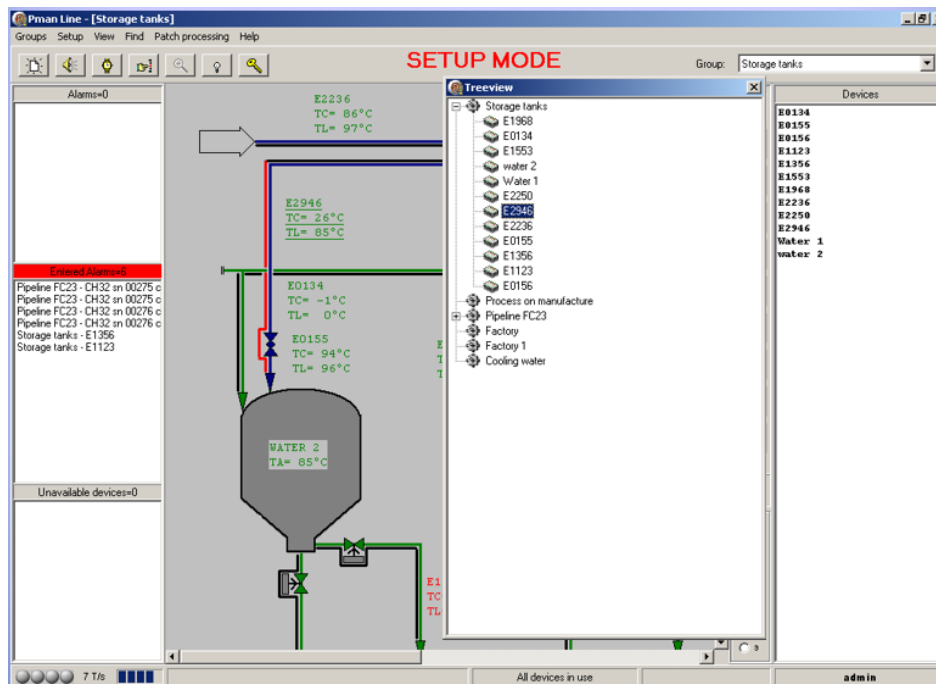 Pman Line - [Storage tanks]
Groups Setup View Find Patch processing Help
SETUP MODE
Group: Storage tanks
Alarms=0
Entered Alarms=6
Pipeline FC23 - CH32 sn 00275 c
Pipeline FC23 - CH32 sn 00275 c
Pipeline FC23 - CH32 sn 00276 c
Pipeline FC23 - CH32 sn 00276 c
Storage tanks - E1356
Storage tanks - E1123
Unavailable devices=0
E2236
TC= 86°C
TL= 97°C
E2946
TC= 26°C
TL= 85°C
E0134
TC= -1°C
TL= 0°C
E0155
TC= 94°C
TL= 96°C
WATER 2
TA= 85°C
E1
TC
TL
E
T
T
Treeview
Storage tanks
E1968
E0134
E1553
water 2
Water 1
E2250
E2946
E2236
E0155
E1356
E1123
E0156
Process on manufacture
Pipeline FC23
Factory
Factory 1
Cooling water
Devices
E0134
E0155
E0156
E1123
E1356
E1553
E1968
E2236
E2250
E2946
Water 1
water 2
7 T/s
All devices in use
admin